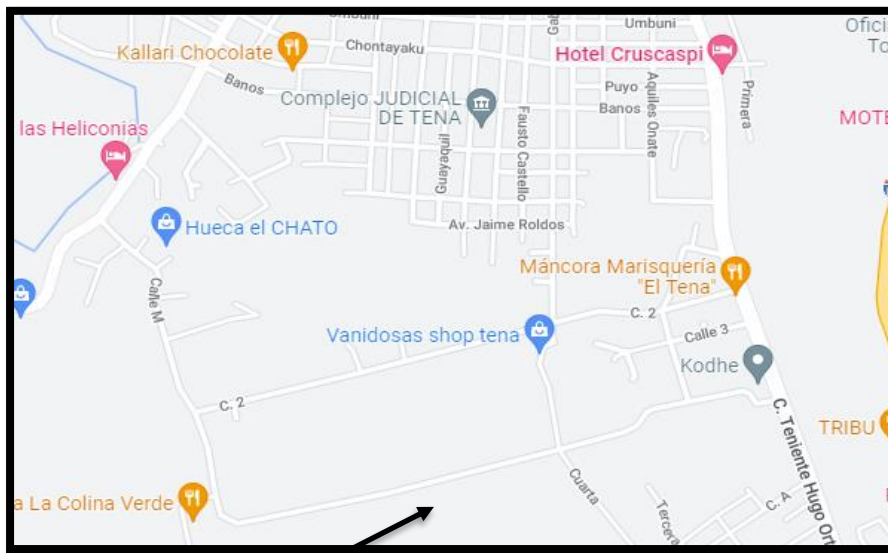 Umbuni
Umbuni
Ofici
To
Kallari Chocolate
Chontayaku
Hotel Cruscaspi
Banos
Puyo
Primera
Complejo JUDICIAL
DE TENA
Banos
Aquiles Onate
MOTE
las Heliconias
Guayaquil
Fausto Castello
Hueca el CHATO
Av. Jaime Roldos
Máncora Marisquería
"El Tena"
Calle M
C. 2
Vanidosas shop tena
Calle 3
Kodhe
C. 2
C. Teniente Hugo Ort
TRIBU
a La Colina Verde
Cuarta
Tercera
C. A